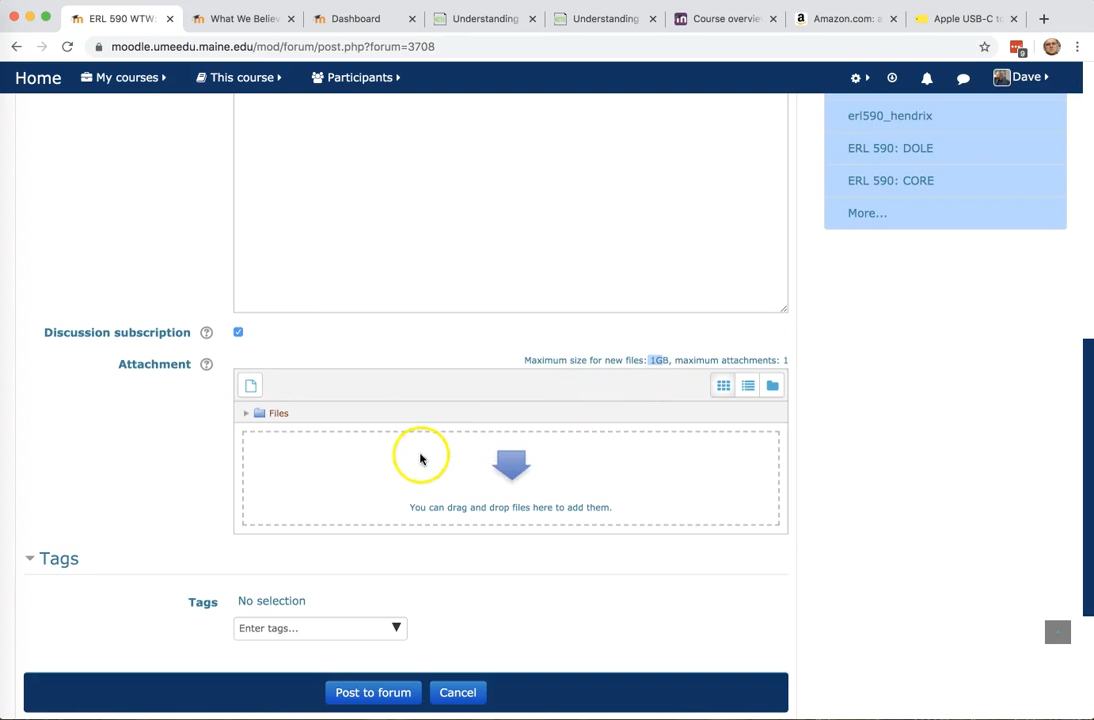 ERL 590 WTW:
What We Believ
Dashboard
Understanding
Understanding
Course overvie
Amazon.com: a
Apple USB-C to
moodle.umeedu.maine.edu/mod/forum/post.php?forum=3708
9
Home
My courses
This course
Participants
Dave
erl590_hendrix
ERL 590: DOLE
ERL 590: CORE
More...
Discussion subscription
Attachment
Maximum size for new files: 1GB, maximum attachments: 1
Files
You can drag and drop files here to add them.
Tags
Tags
No selection
Enter tags...
Post to forum
Cancel